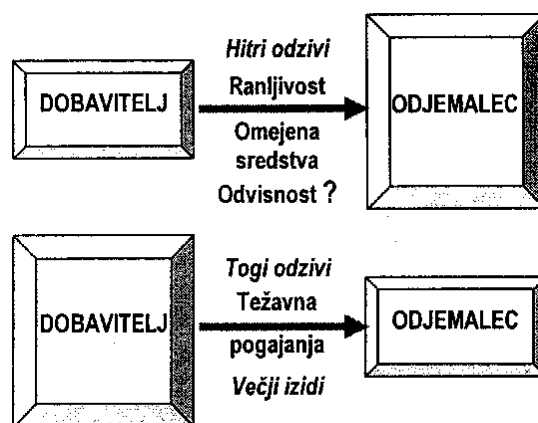 Hitri odzivi
DOBAVITELJ
Ranljivost
ODJEMALEC
Omejena
sredstva
Odvisnost ?
Togi odzivi
DOBAVITELJ
Težavna
ODJEMALEC
pogajanja
Večji izidi